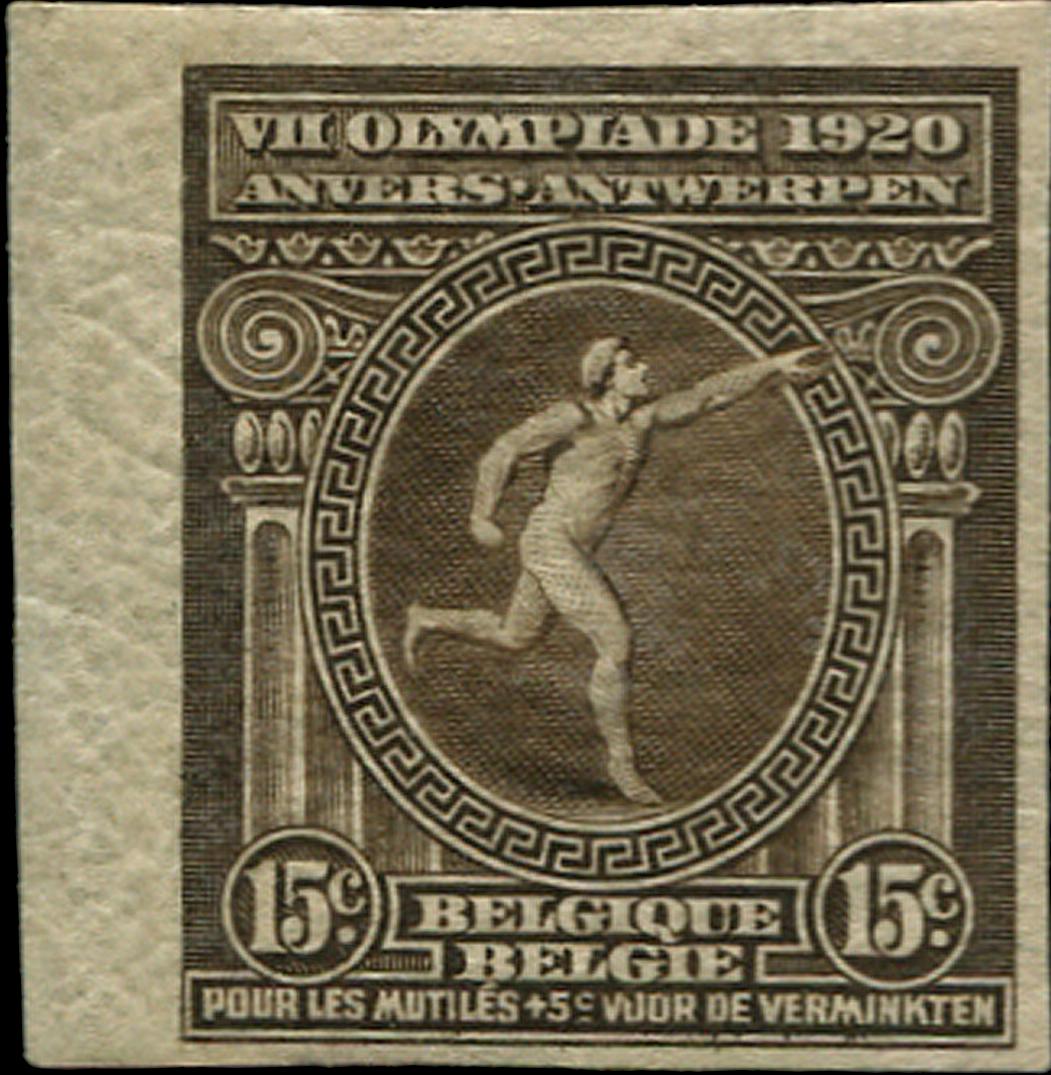 VII OLYMPIADE 1920
ANVERS·ANTWERPEN
15c
BELGIQUE
15c
BELGIE
POUR LES MUTILÉS +5c VOOR DE VERMINKTEN